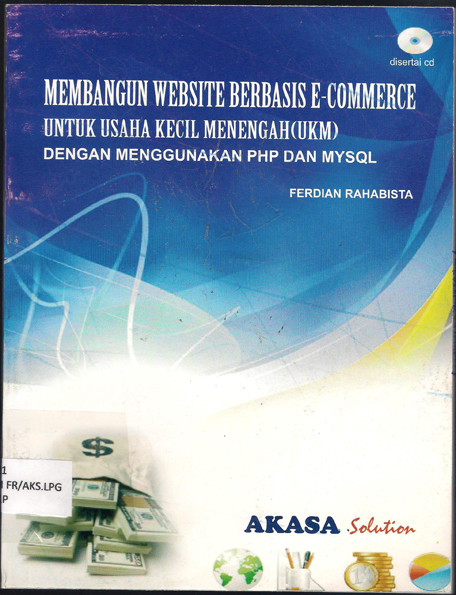 disertai cd
MEMBANGUN WEBSITE BERBASIS E-COMMERCE
UNTUK USAHA KECIL MENENGAH(UKM)
DENGAN MENGGUNAKAN PHP DAN MYSQL
FERDIAN RAHABISTA
$
1
FR/AKS.LPG
P
AKASA Solution